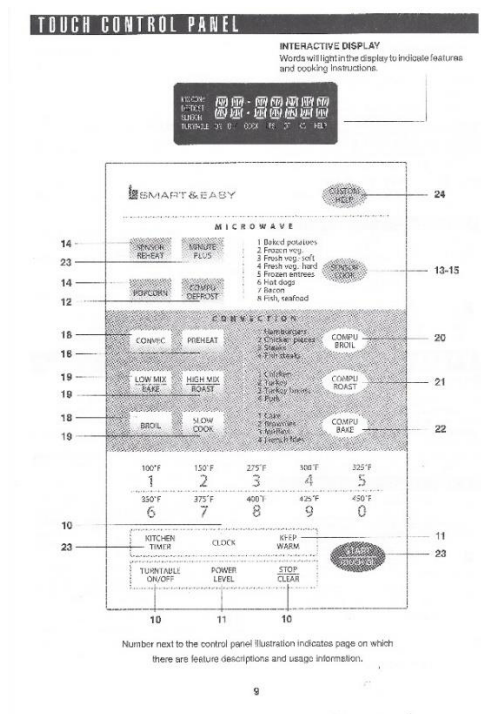 TOUCH CONTROL PANEL
INTERACTIVE DISPLAY
Words will light in the display to indicate features
and cooking instructions.
SMART & EASY
CUSTOM
HELP
24
MICROWAVE
14
SENSOR
REHEAT
MINUTE
PLUS
23
1 Baked potatoes
2 Frozen veg.
3 Fresh veg. soft
4 Fresh veg. hard
5 Frozen entrees
6 Hot dogs
7 Bacon
8 Fish, seafood
SENSOR
COOK
13-15
14
POPCORN
COMPU
DEFROST
12
CONVECTION
18
CONVEC
PREHEAT
16
1 Hamburgers
2 Chicken pieces
3 Steaks
4 Fish steaks
COMPU
BROIL
20
19
LOW MIX
BAKE
HIGH MIX
ROAST
19
1 Chicken
2 Turkey
3 Turkey breast
4 Pork
COMPU
ROAST
21
18
BROIL
SLOW
COOK
19
1 Cake
2 Brownies
3 Muffins
4 French fries
COMPU
BAKE
22
100°F 150°F 275°F 300°F 325°F
1 2 3 4 5
350°F 375°F 400°F 425°F 450°F
6 7 8 9 0
10
KITCHEN
TIMER
CLOCK
KEEP
WARM
11
23
START
TOUCH ON
23
TURNTABLE
ON/OFF
POWER
LEVEL
STOP
CLEAR
10 11 10
Number next to the control panel illustration indicates page on which
there are feature descriptions and usage information.
9